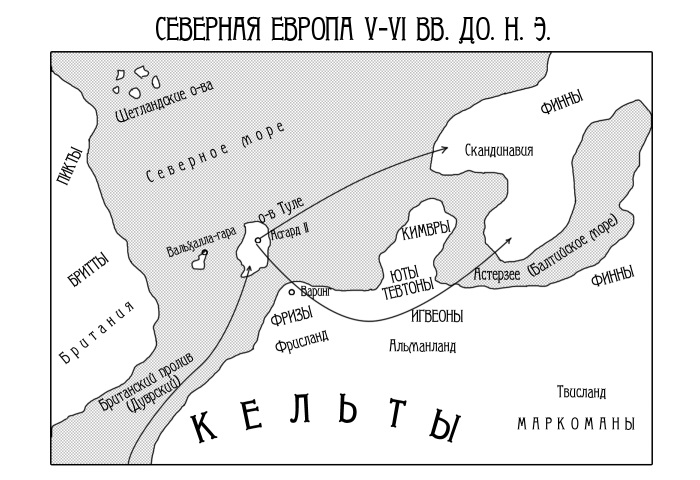 СЕВЕРНАЯ ЕВРОПА V-VI ВВ. ДО. Н. Э.
Шетландские о-ва
ФИННЫ
ПИКТЫ
Северное море
Скандинавия
о-в Туле
Асгард II
Вальхалла-гара
КИМВРЫ
БРИТТЫ
ЮТЫ
ТЕВТОНЫ
Астерзее (Балтийское море)
ФИННЫ
Варинг
ФРИЗЫ
ИГВЕОНЫ
Британия
Фрисланд
Альманланд
Британский пролив
(Дуврский)
Твисланд
КЕЛЬТЫ
МАРКОМАНЫ